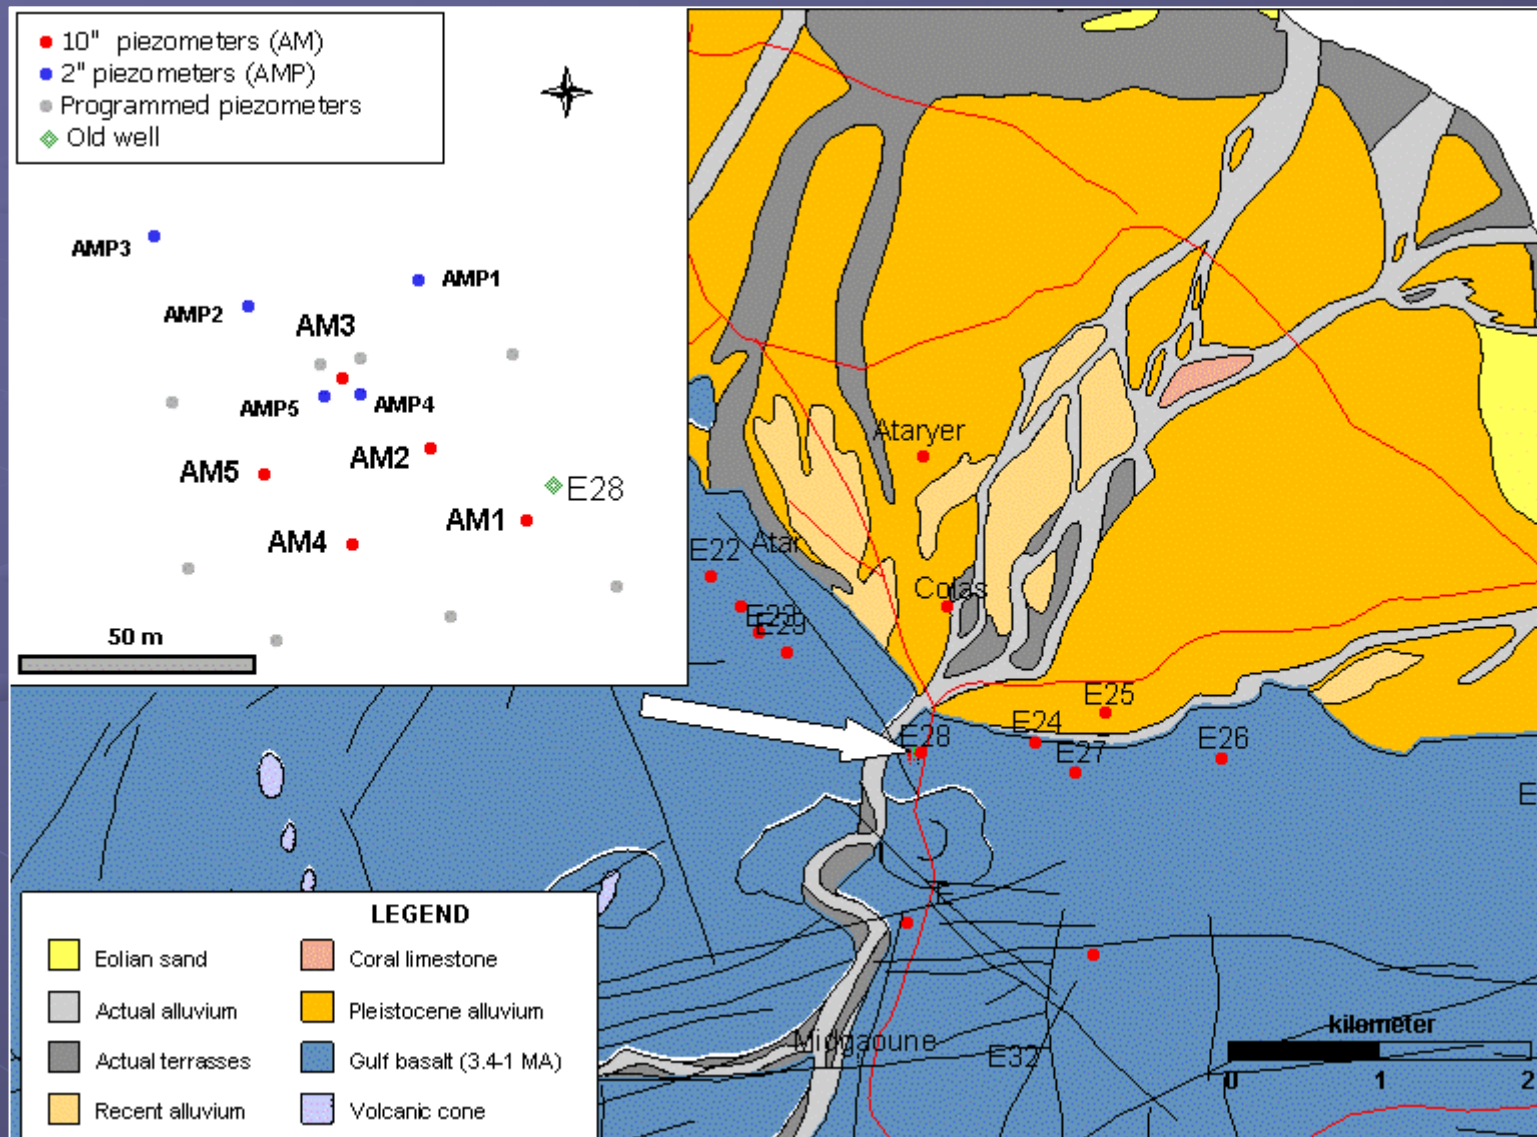 10" piezometers (AM)
2" piezometers (AMP)
Programmed piezometers
Old well
AMP3
AMP1
AMP2
AM3
AMP5
AMP4
AM2
AM5
E28
AM1
AM4
50 m
Ataryer
Atar
E22
Colas
E23
E25
E24
E28
E27
E26
E
E
Midgaoune
E32
kilometer
0 1 2
LEGEND
Eolian sand
Coral limestone
Actual alluvium
Pleistocene alluvium
Actual terrasses
Gulf basalt (3.4-1 MA)
Recent alluvium
Volcanic cone